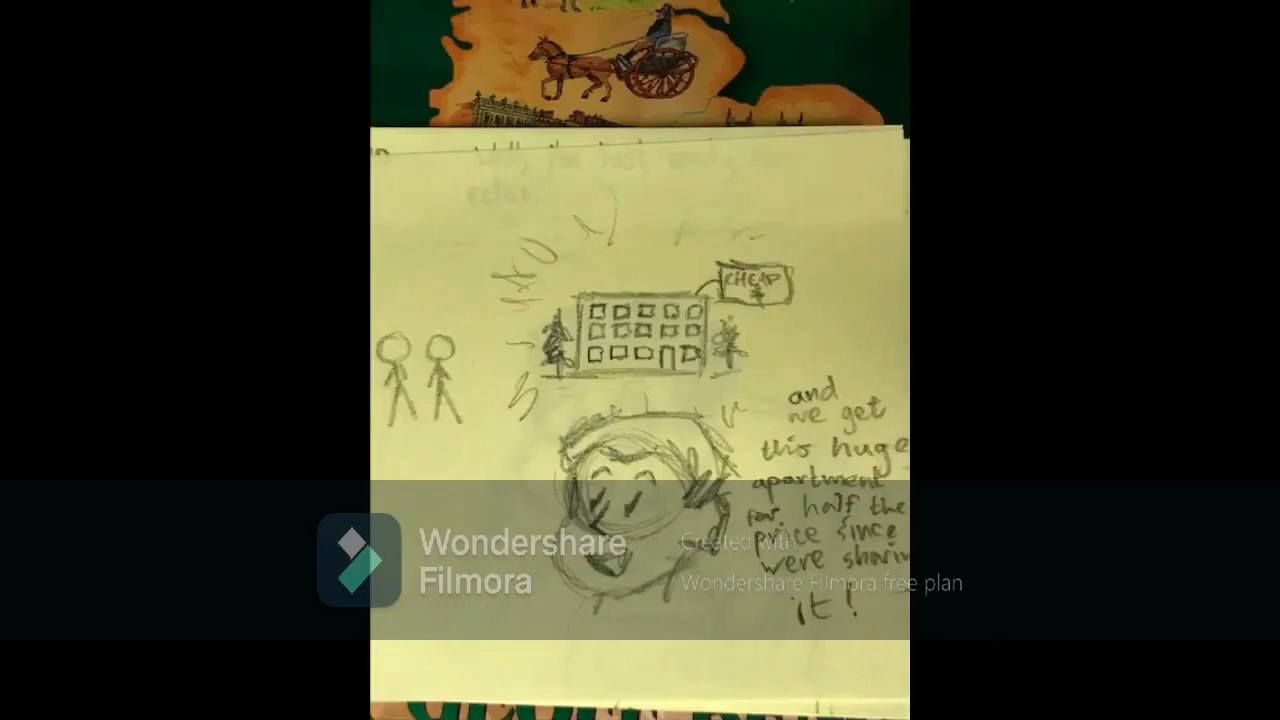 relax.
CHEAP
and
we get
this huge
apartment
for half the
price since
were sharin
it!
Wondershare
Filmora
Created with
Wondershare Filmora free plan